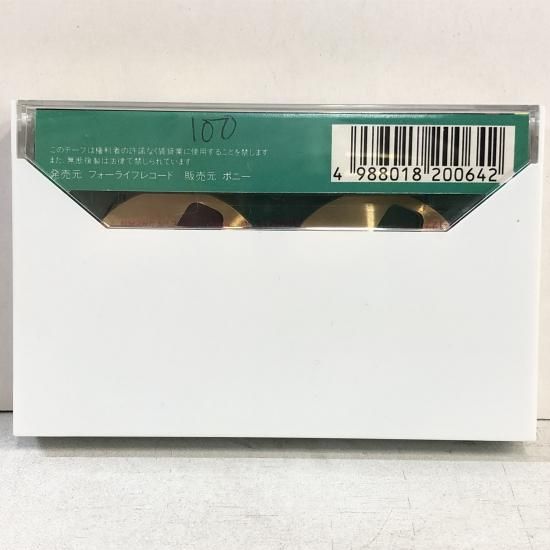 100
このテープは権利者の許諾なく賃貸業に使用することを禁します
また、無断複製は法律で禁じられています
発売元 フォーライフレコード 販売元 ポニー
4 988018 200642